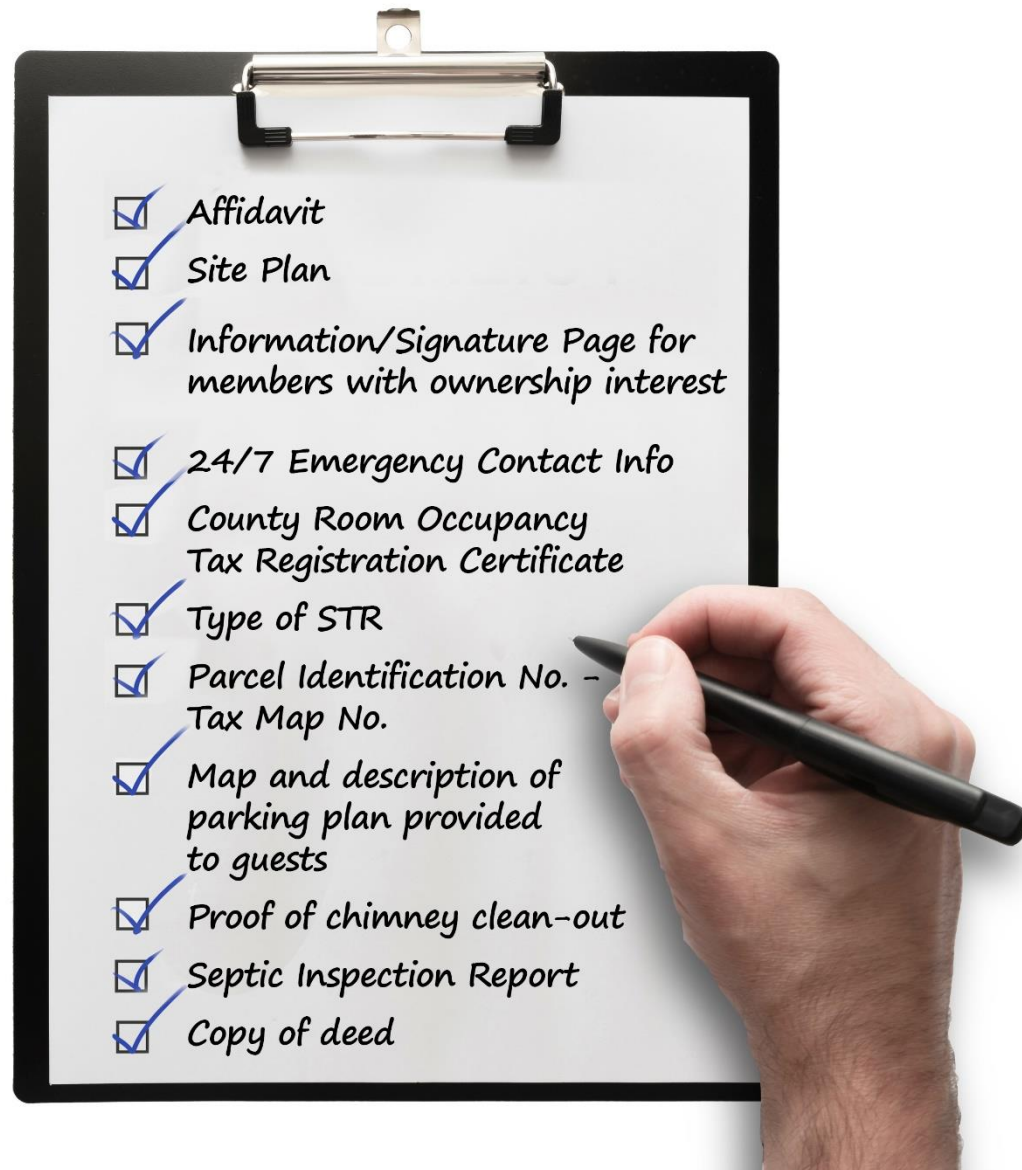 Affidavit
Site Plan
Information/Signature Page for
members with ownership interest
24/7 Emergency Contact Info
County Room Occupancy
Tax Registration Certificate
Type of STR
Parcel Identification No. -
Tax Map No.
Map and description of
parking plan provided
to guests
Proof of chimney clean-out
Septic Inspection Report
Copy of deed